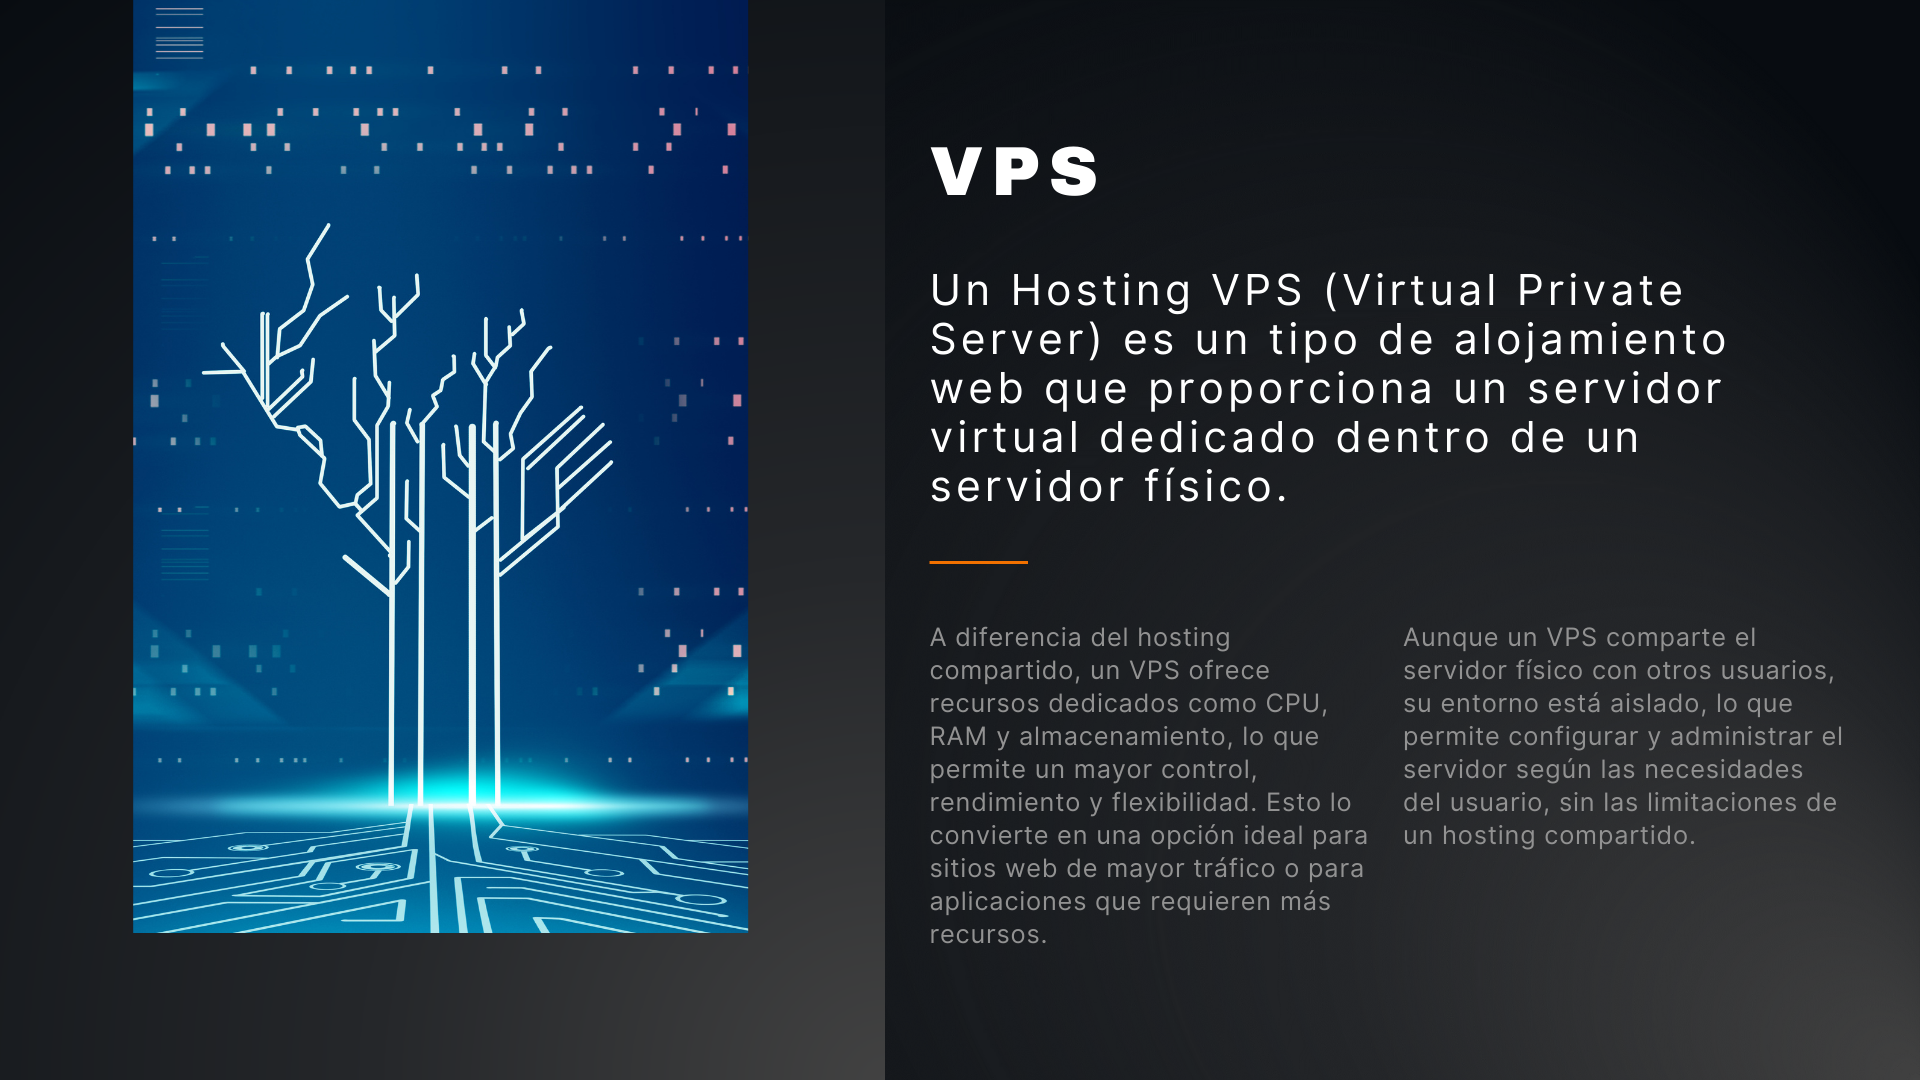 VPS
Un Hosting VPS (Virtual Private
Server) es un tipo de alojamiento
web que proporciona un servidor
virtual dedicado dentro de un
servidor físico.
A diferencia del hosting
compartido, un VPS ofrece
recursos dedicados como CPU,
RAM y almacenamiento, lo que
permite un mayor control,
rendimiento y flexibilidad. Esto lo
convierte en una opción ideal para
sitios web de mayor tráfico o para
aplicaciones que requieren más
recursos.
Aunque un VPS comparte el
servidor físico con otros usuarios,
su entorno está aislado, lo que
permite configurar y administrar el
servidor según las necesidades
del usuario, sin las limitaciones de
un hosting compartido.